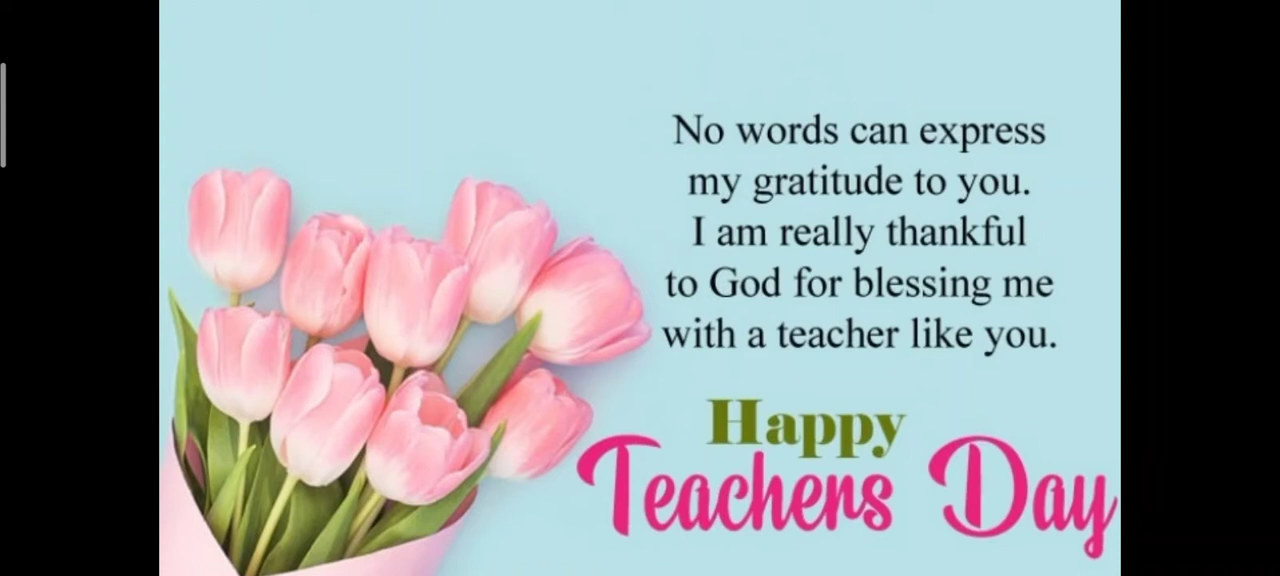 No words can express
my gratitude to you.
I am really thankful
to God for blessing me
with a teacher like you.
Happy
Teachers Day